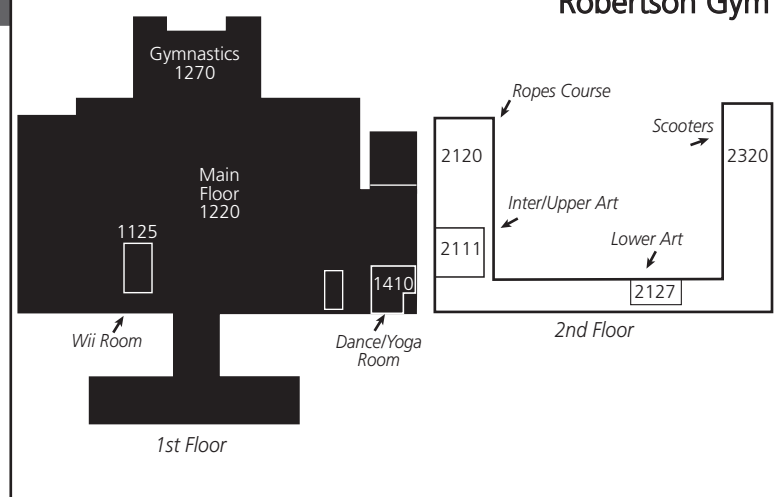 Robertson Gym
Gymnastics
1270
Main
Floor
1220
1125
1410
Wii Room
Dance/Yoga
Room
1st Floor
Ropes Course
Scooters
2120
2320
Inter/Upper Art
2111
Lower Art
2127
2nd Floor